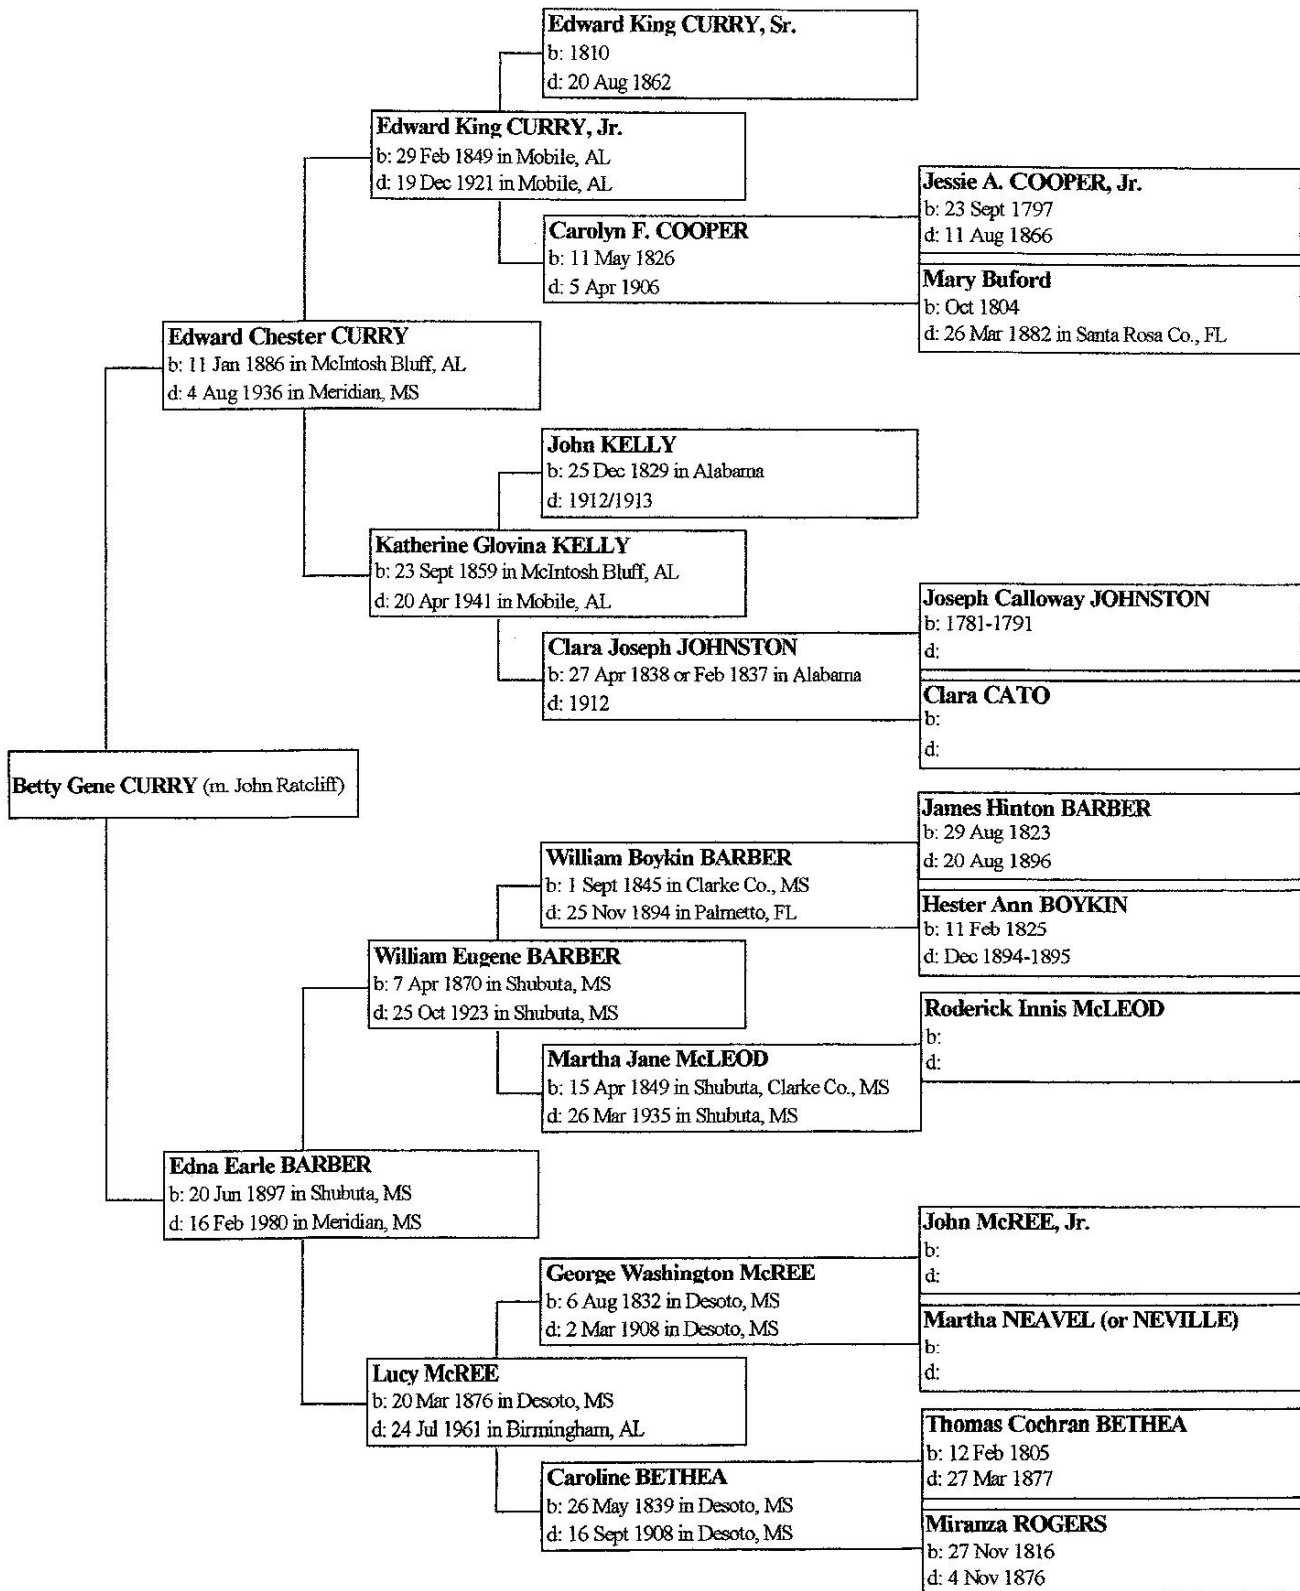 Edward King CURRY, Sr.
b: 1810
d: 20 Aug 1862
Edward King CURRY, Jr.
b: 29 Feb 1849 in Mobile, AL
d: 19 Dec 1921 in Mobile, AL
Jessie A. COOPER, Jr.
b: 23 Sept 1797
d: 11 Aug 1866
Carolyn F. COOPER
b: 11 May 1826
d: 5 Apr 1906
Mary Buford
b: Oct 1804
d: 26 Mar 1882 in Santa Rosa Co., FL
Edward Chester CURRY
b: 11 Jan 1886 in McIntosh Bluff, AL
d: 4 Aug 1936 in Meridian, MS
John KELLY
b: 25 Dec 1829 in Alabama
d: 1912/1913
Katherine Glovina KELLY
b: 23 Sept 1859 in McIntosh Bluff, AL
d: 20 Apr 1941 in Mobile, AL
Joseph Calloway JOHNSTON
b: 1781-1791
d:
Clara Joseph JOHNSTON
b: 27 Apr 1838 or Feb 1837 in Alabama
d: 1912
Clara CATO
b:
d:
Betty Gene CURRY (m. John Ratcliff)
James Hinton BARBER
b: 29 Aug 1823
d: 20 Aug 1896
William Boykin BARBER
b: 1 Sept 1845 in Clarke Co., MS
d: 25 Nov 1894 in Palmetto, FL
Hester Ann BOYKIN
b: 11 Feb 1825
d: Dec 1894-1895
William Eugene BARBER
b: 7 Apr 1870 in Shubuta, MS
d: 25 Oct 1923 in Shubuta, MS
Roderick Innis McLEOD
b:
d:
Martha Jane McLEOD
b: 15 Apr 1849 in Shubuta, Clarke Co., MS
d: 26 Mar 1935 in Shubuta, MS
Edna Earle BARBER
b: 20 Jun 1897 in Shubuta, MS
d: 16 Feb 1980 in Meridian, MS
John McREE, Jr.
b:
d:
George Washington McREE
b: 6 Aug 1832 in Desoto, MS
d: 2 Mar 1908 in Desoto, MS
Martha NEAVEL (or NEVILLE)
b:
d:
Lucy McREE
b: 20 Mar 1876 in Desoto, MS
d: 24 Jul 1961 in Birmingham, AL
Thomas Cochran BETHEA
b: 12 Feb 1805
d: 27 Mar 1877
Caroline BETHEA
b: 26 May 1839 in Desoto, MS
d: 16 Sept 1908 in Desoto, MS
Miranza ROGERS
b: 27 Nov 1816
d: 4 Nov 1876